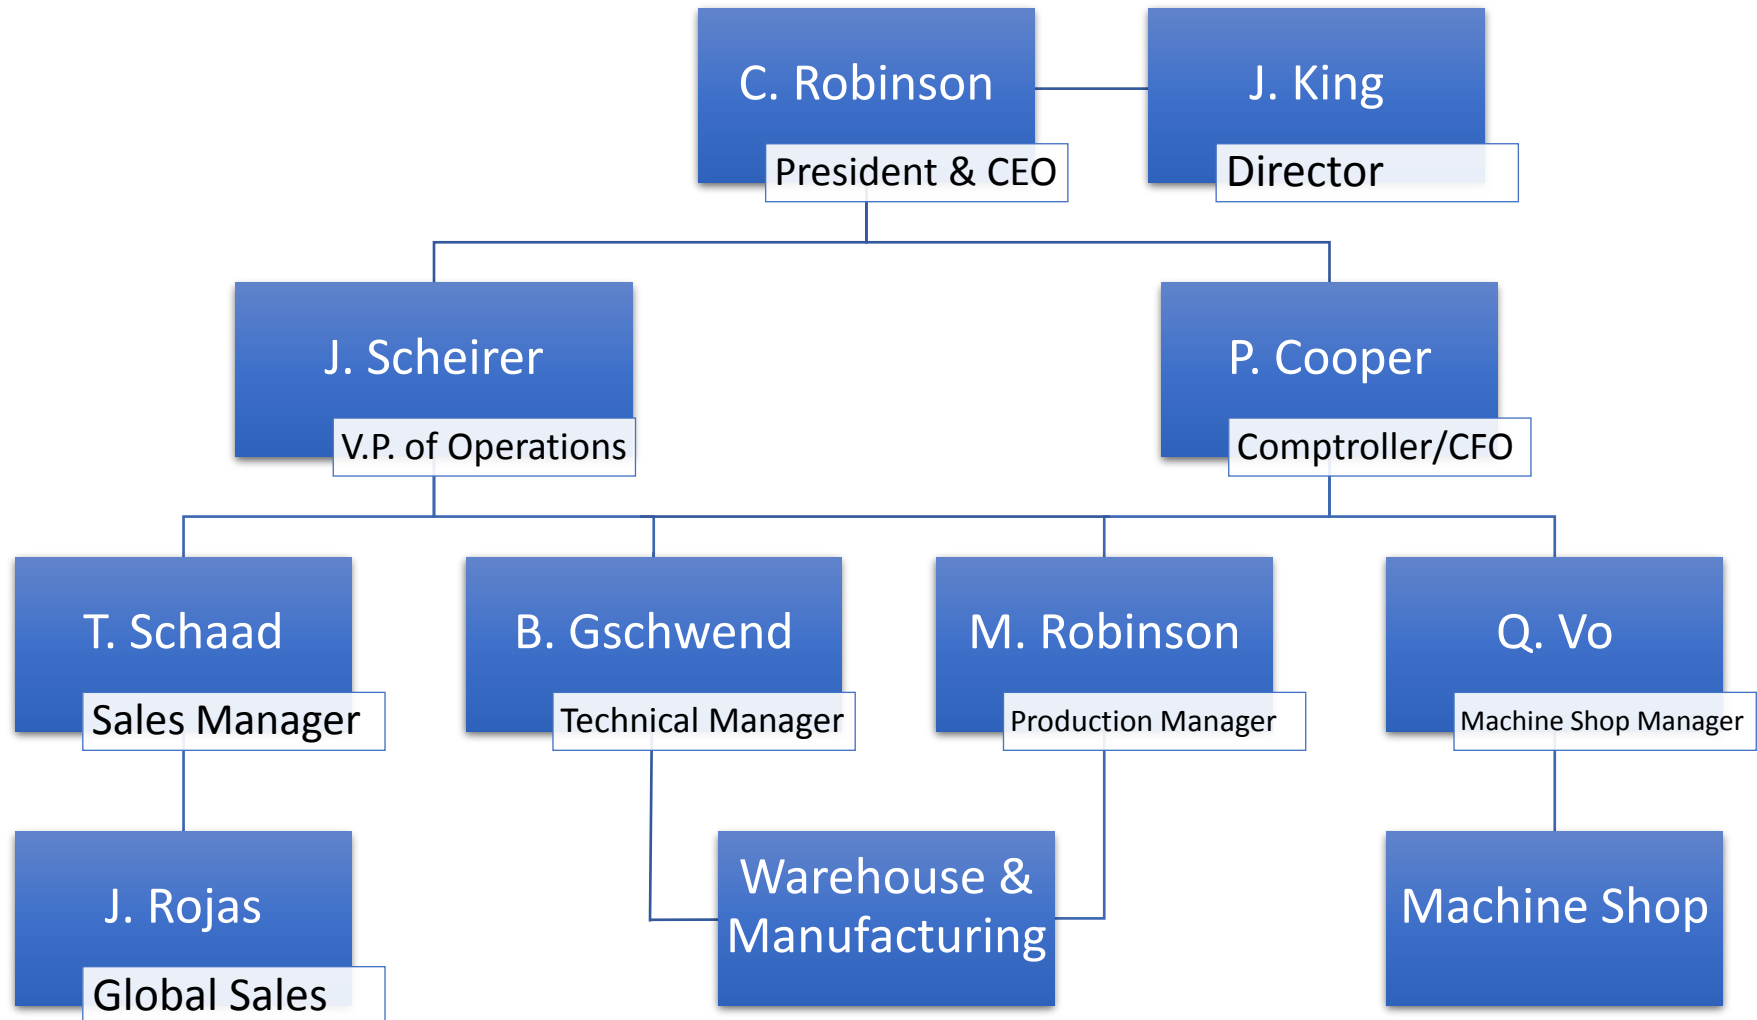 C. Robinson
President & CEO
J. King
Director
J. Scheirer
V.P. of Operations
P. Cooper
Comptroller/CFO
T. Schaad
Sales Manager
B. Gschwend
Technical Manager
M. Robinson
Production Manager
Q. Vo
Machine Shop Manager
J. Rojas
Global Sales
Warehouse &
Manufacturing
Machine Shop